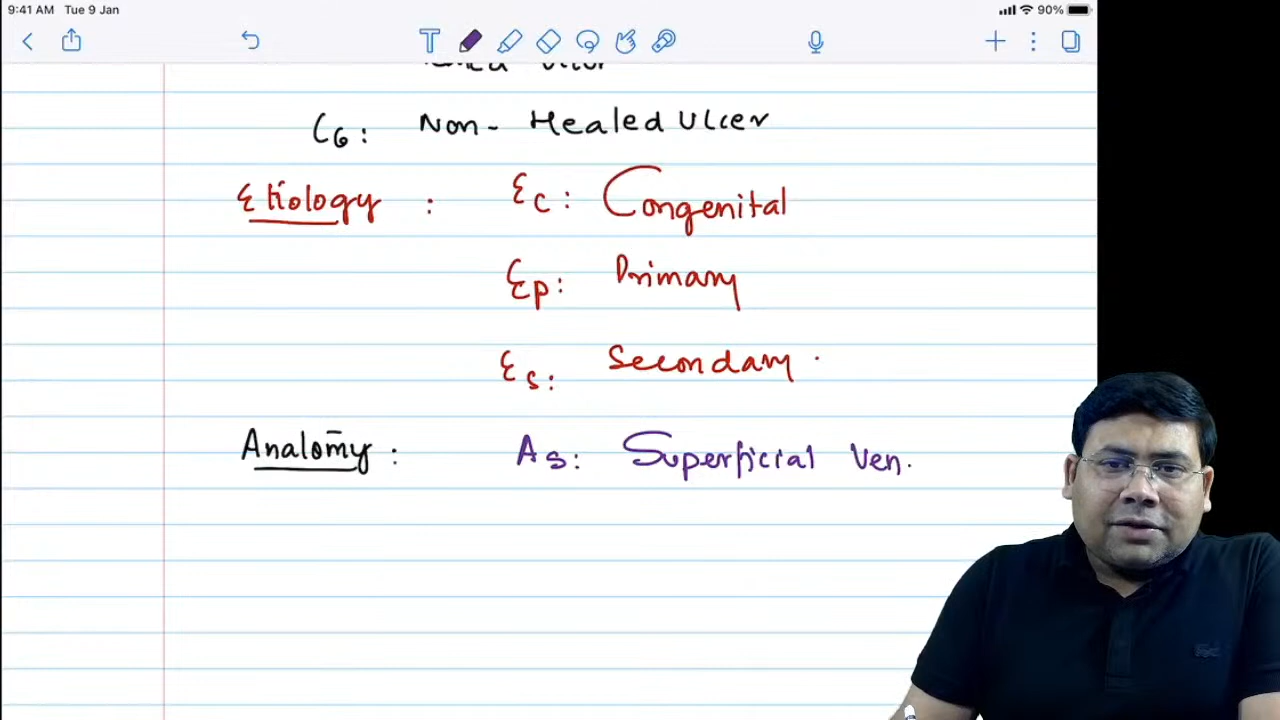 9:41 AM Tue 9 Jan 90%
C6: Non-Healed Ulcer
Etiology : Ec: Congenital
Ep: Primary
Es: Secondary
Anatomy: As: Superficial Ven.